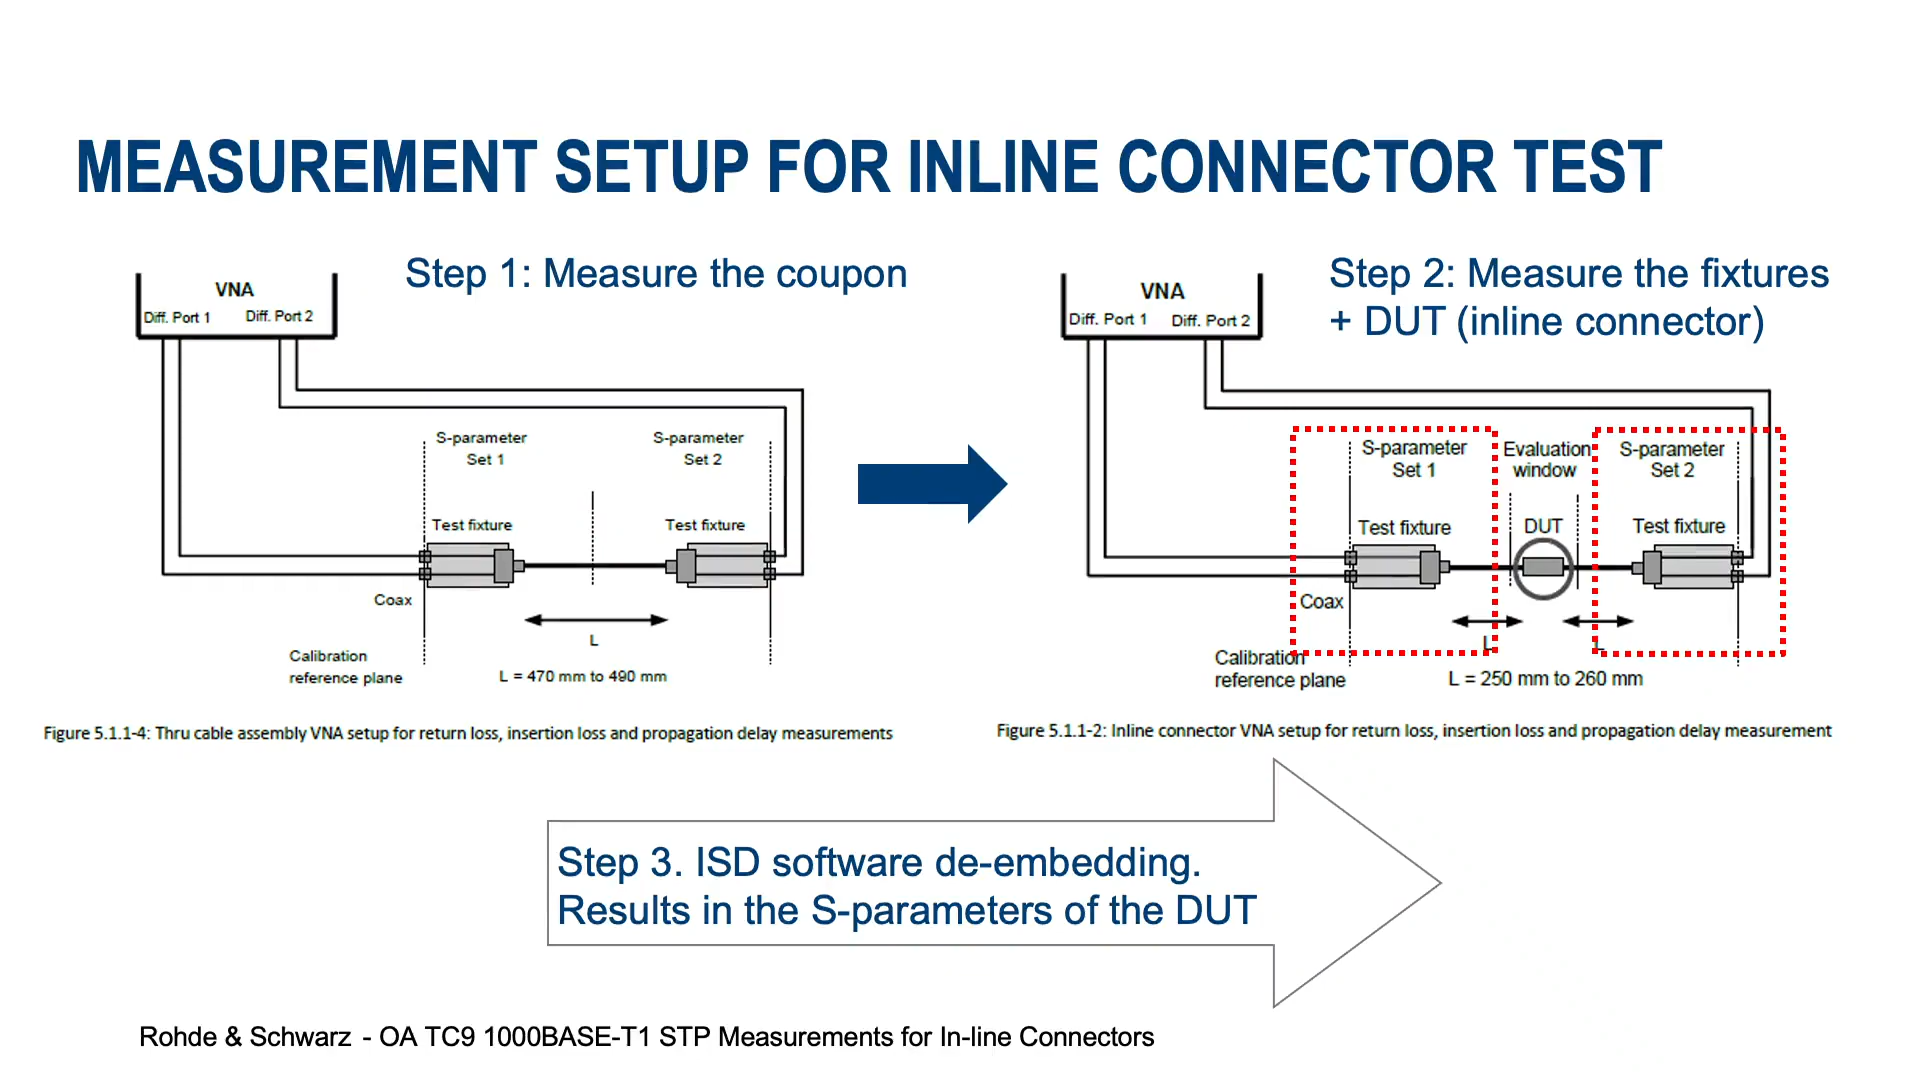 MEASUREMENT SETUP FOR INLINE CONNECTOR TEST
Step 1: Measure the coupon
VNA
Diff. Port 1
Diff. Port 2
S-parameter
Set 1
S-parameter
Set 2
Test fixture
Test fixture
Coax
L
Calibration
reference plane
L = 470 mm to 490 mm
Figure 5.1.1-4: Thru cable assembly VNA setup for return loss, insertion loss and propagation delay measurements
Step 2: Measure the fixtures
+ DUT (inline connector)
VNA
Diff. Port 1
Diff. Port 2
S-parameter
Set 1
Evaluation
window
S-parameter
Set 2
Test fixture
DUT
Test fixture
Coax
L
L
Calibration
reference plane
L = 250 mm to 260 mm
Figure 5.1.1-2: Inline connector VNA setup for return loss, insertion loss and propagation delay measurement
Step 3. ISD software de-embedding.
Results in the S-parameters of the DUT
Rohde & Schwarz - OA TC9 1000BASE-T1 STP Measurements for In-line Connectors